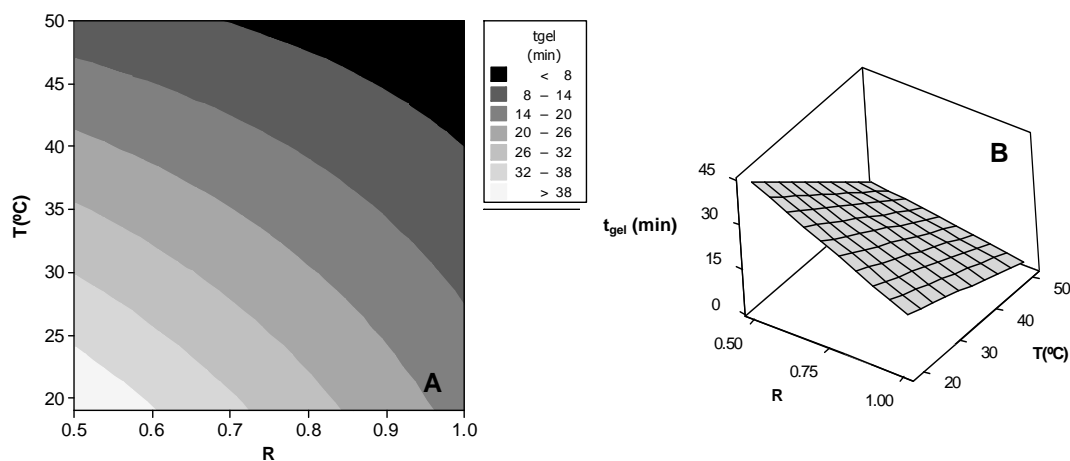 50
45
40
35
30
25
20
T(ºC)
0.5 0.6 0.7 0.8 0.9 1.0
R
A
tgel
(min)
< 8
8 – 14
14 – 20
20 – 26
26 – 32
32 – 38
> 38
B
45
30
15
0
tgel (min)
0.50
0.75
1.00
R
20
30
40
50
T(ºC)